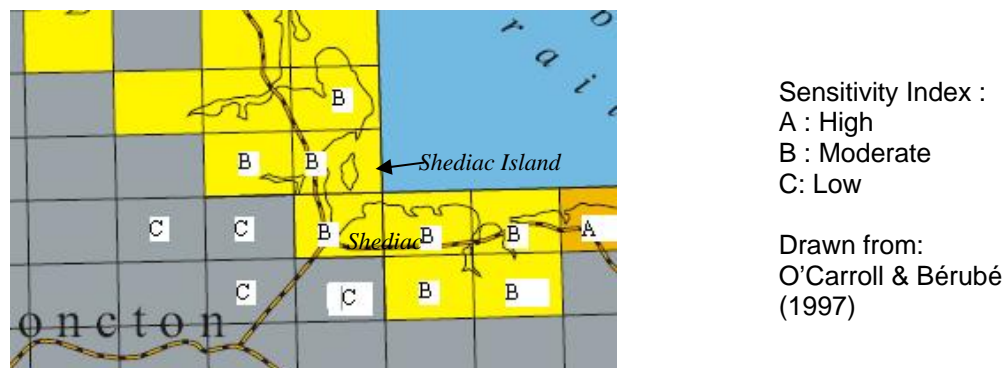 r a i
b
B
B B
Shediac Island
C C B Shediac B B A
C C B B
oncton
Sensitivity Index :
A : High
B : Moderate
C: Low
Drawn from:
O'Carroll & Bérubé
(1997)